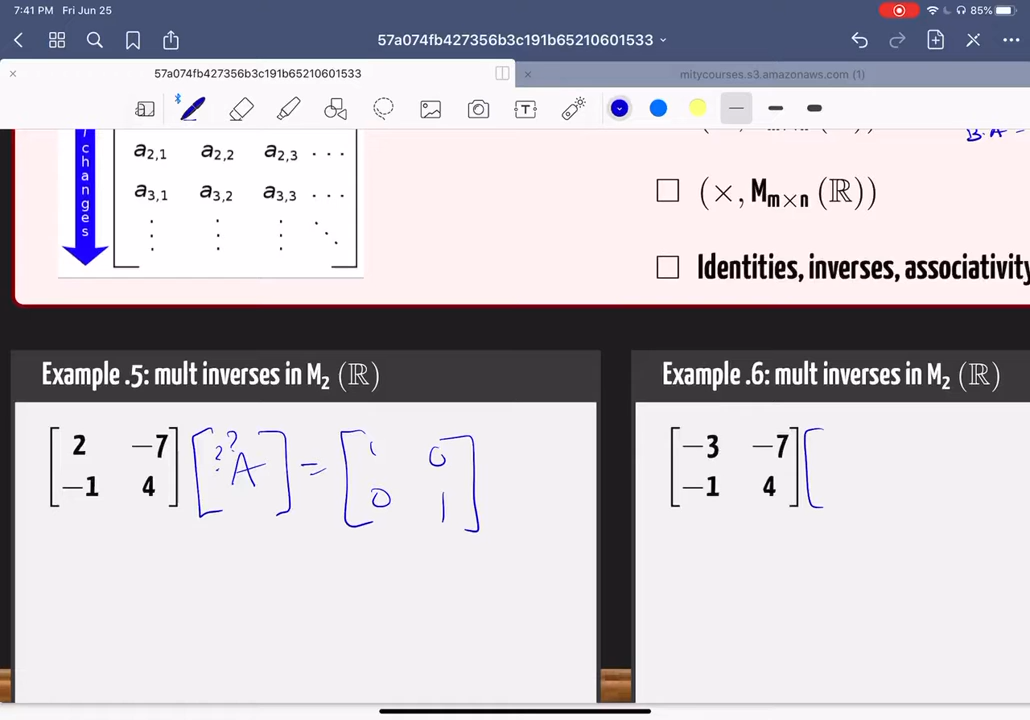 7:41 PM Fri Jun 25
85%
57a074fb427356b3c191b65210601533
57a074fb427356b3c191b65210601533
mitycourses.s3.amazonaws.com (1)
T
changes
a2,1 a2,2 a2,3 ...
a3,1 a3,2 a3,3 ...
B·A =
(×, Mm×n (ℝ))
Identities, inverses, associativity
Example .5: mult inverses in M2 (ℝ)
2 −7 ? ? A = 1 0
−1 4 0 1
Example .6: mult inverses in M2 (ℝ)
−3 −7
−1 4